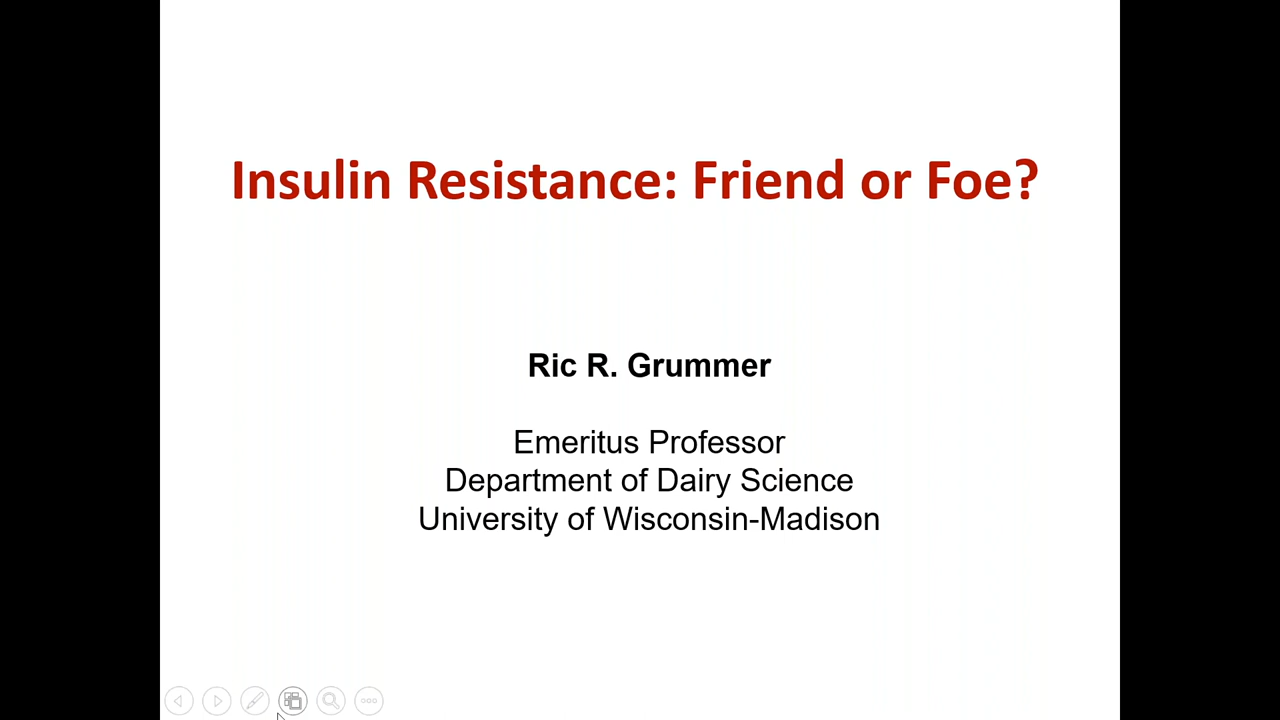 Insulin Resistance: Friend or Foe?
Ric R. Grummer
Emeritus Professor
Department of Dairy Science
University of Wisconsin-Madison